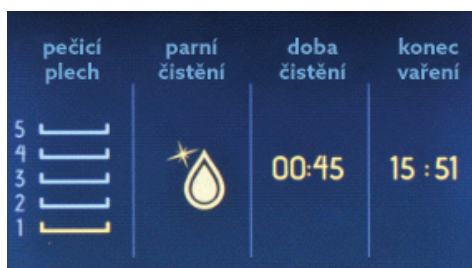 pečicí plech
parní čistění
doba čistění
konec vaření
5
4
3
2
1
00:45
15:51